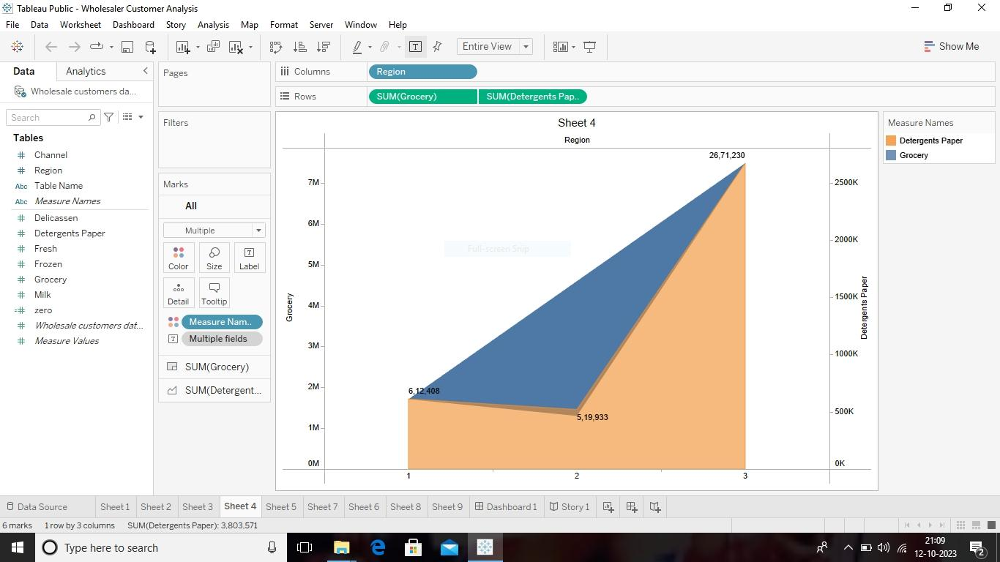 Tableau Public - Wholesaler Customer Analysis
File Data Worksheet Dashboard Story Analysis Map Format Server Window Help
Entire View
Show Me
Data Analytics
Wholesale customers da...
Search
Tables
Channel
Region
Abc Table Name
Abc Measure Names
Delicassen
Detergents Paper
Fresh
Frozen
Grocery
Milk
zero
Wholesale customers dat...
Measure Values
Pages
Filters
Marks
All
Multiple
Color Size Label
Detail Tooltip
Measure Nam..
Multiple fields
SUM(Grocery)
SUM(Detergent...
Columns Region
Rows SUM(Grocery) SUM(Detergents Pap..
Sheet 4
Region
26,71,230
7M
6M
5M
4M
3M
2M
1M
0M
Grocery
Full-screen Snip
6,12,408
5,19,933
2500K
2000K
1500K
1000K
500K
0K
Detergents Paper
1 2 3
Measure Names
Detergents Paper
Grocery
Data Source Sheet 1 Sheet 2 Sheet 3 Sheet 4 Sheet 5 Sheet 7 Sheet 6 Sheet 8 Sheet 9 Dashboard 1 Story 1
6 marks 1 row by 3 columns SUM(Detergents Paper): 3,803,571
Type here to search
21:09
12-10-2023
2